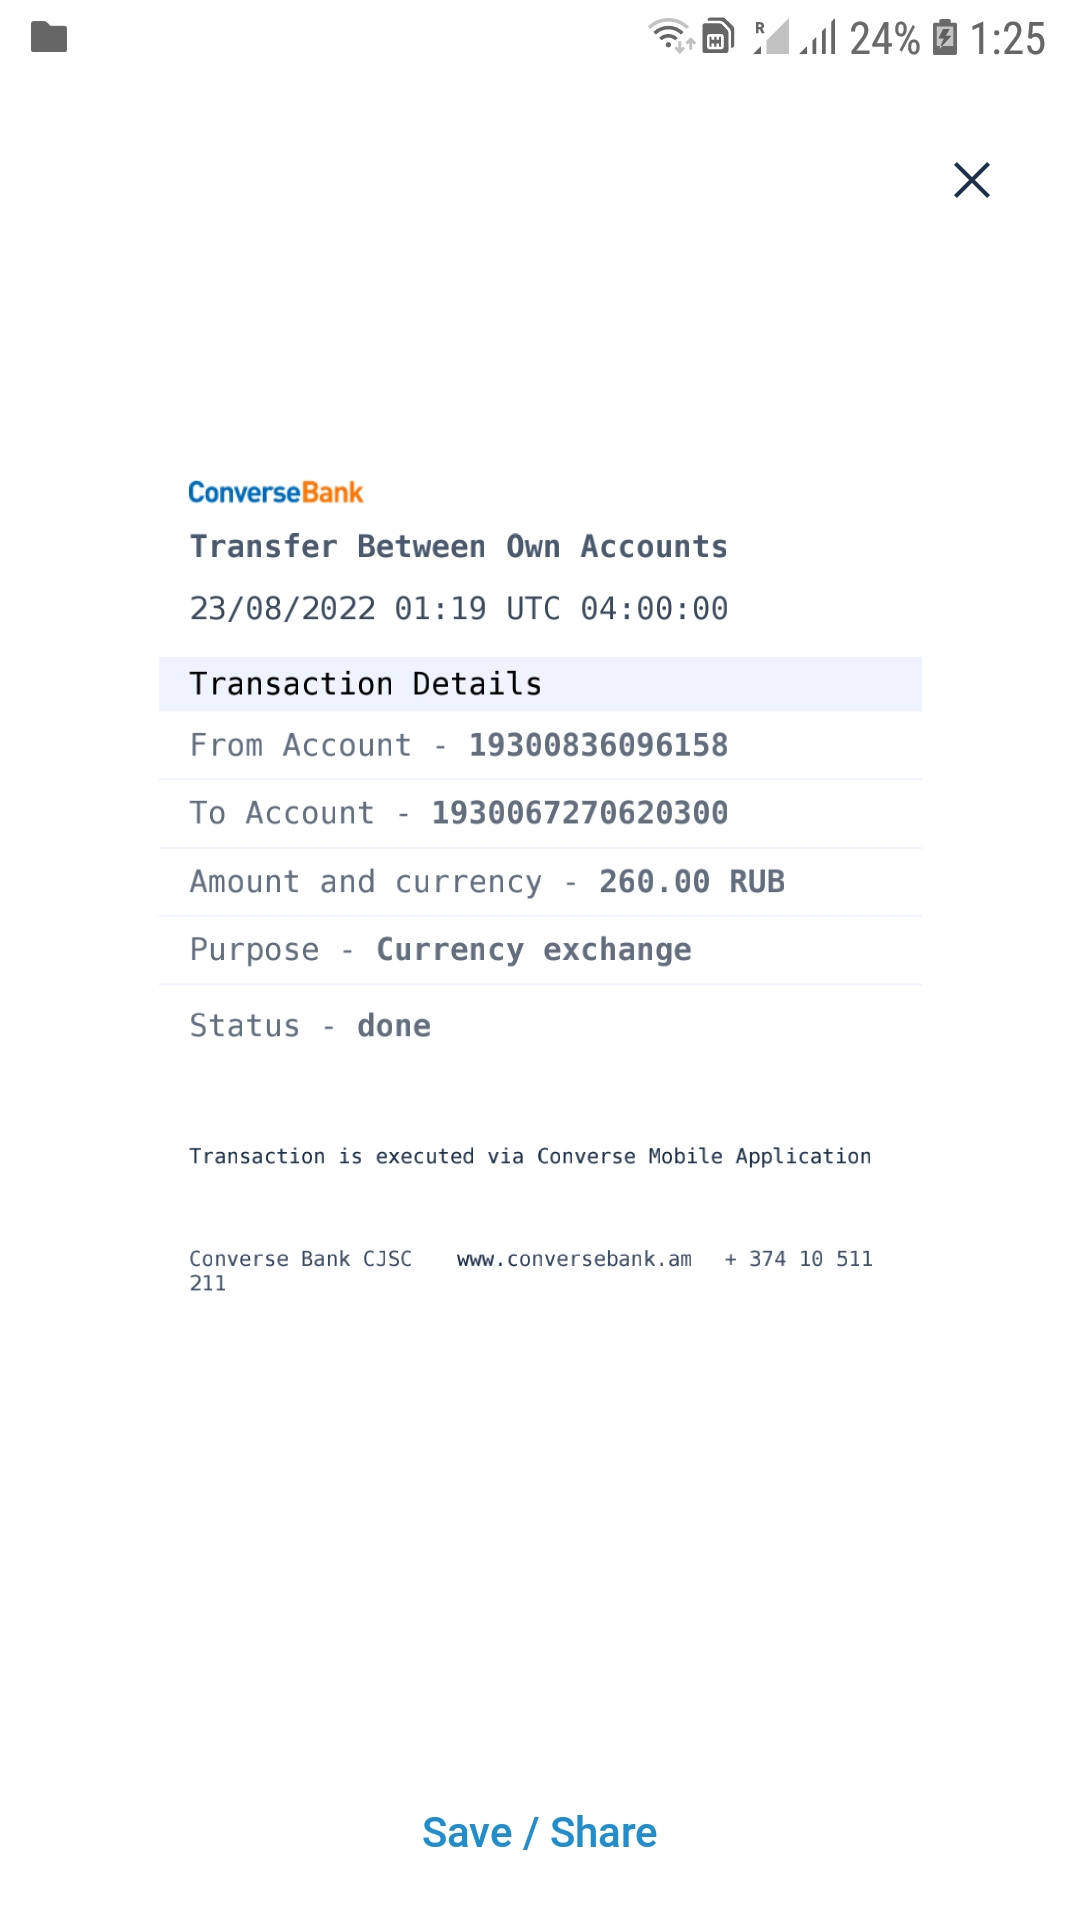 24% 1:25
ConverseBank
Transfer Between Own Accounts
23/08/2022 01:19 UTC 04:00:00
Transaction Details
From Account - 19300836096158
To Account - 1930067270620300
Amount and currency - 260.00 RUB
Purpose - Currency exchange
Status - done
Transaction is executed via Converse Mobile Application
Converse Bank CJSC www.conversebank.am + 374 10 511
211
Save / Share